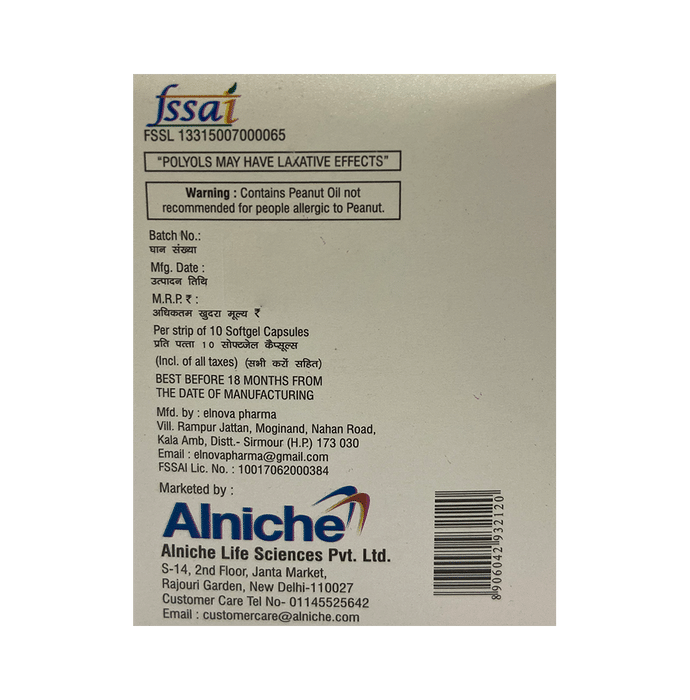 fssai
FSSL 13315007000065
"POLYOLS MAY HAVE LAXATIVE EFFECTS"
Warning : Contains Peanut Oil not
recommended for people allergic to Peanut.
Batch No.:
घान संख्या
Mfg. Date :
उत्पादन तिथि
M.R.P. ₹ :
अधिकतम खुदरा मूल्य ₹
Per strip of 10 Softgel Capsules
प्रति पत्ता 10 सोफ्टजेल कैप्सूल्स
(Incl. of all taxes) (सभी करों सहित)
BEST BEFORE 18 MONTHS FROM
THE DATE OF MANUFACTURING
Mfd. by : elnova pharma
Vill. Rampur Jattan, Moginand, Nahan Road,
Kala Amb, Distt.- Sirmour (H.P.) 173 030
Email : elnovapharma@gmail.com
FSSAI Lic. No. : 10017062000384
Marketed by :
Alniche
Alniche Life Sciences Pvt. Ltd.
S-14, 2nd Floor, Janta Market,
Rajouri Garden, New Delhi-110027
Customer Care Tel No- 01145525642
Email : customercare@alniche.com
8 906042 932120